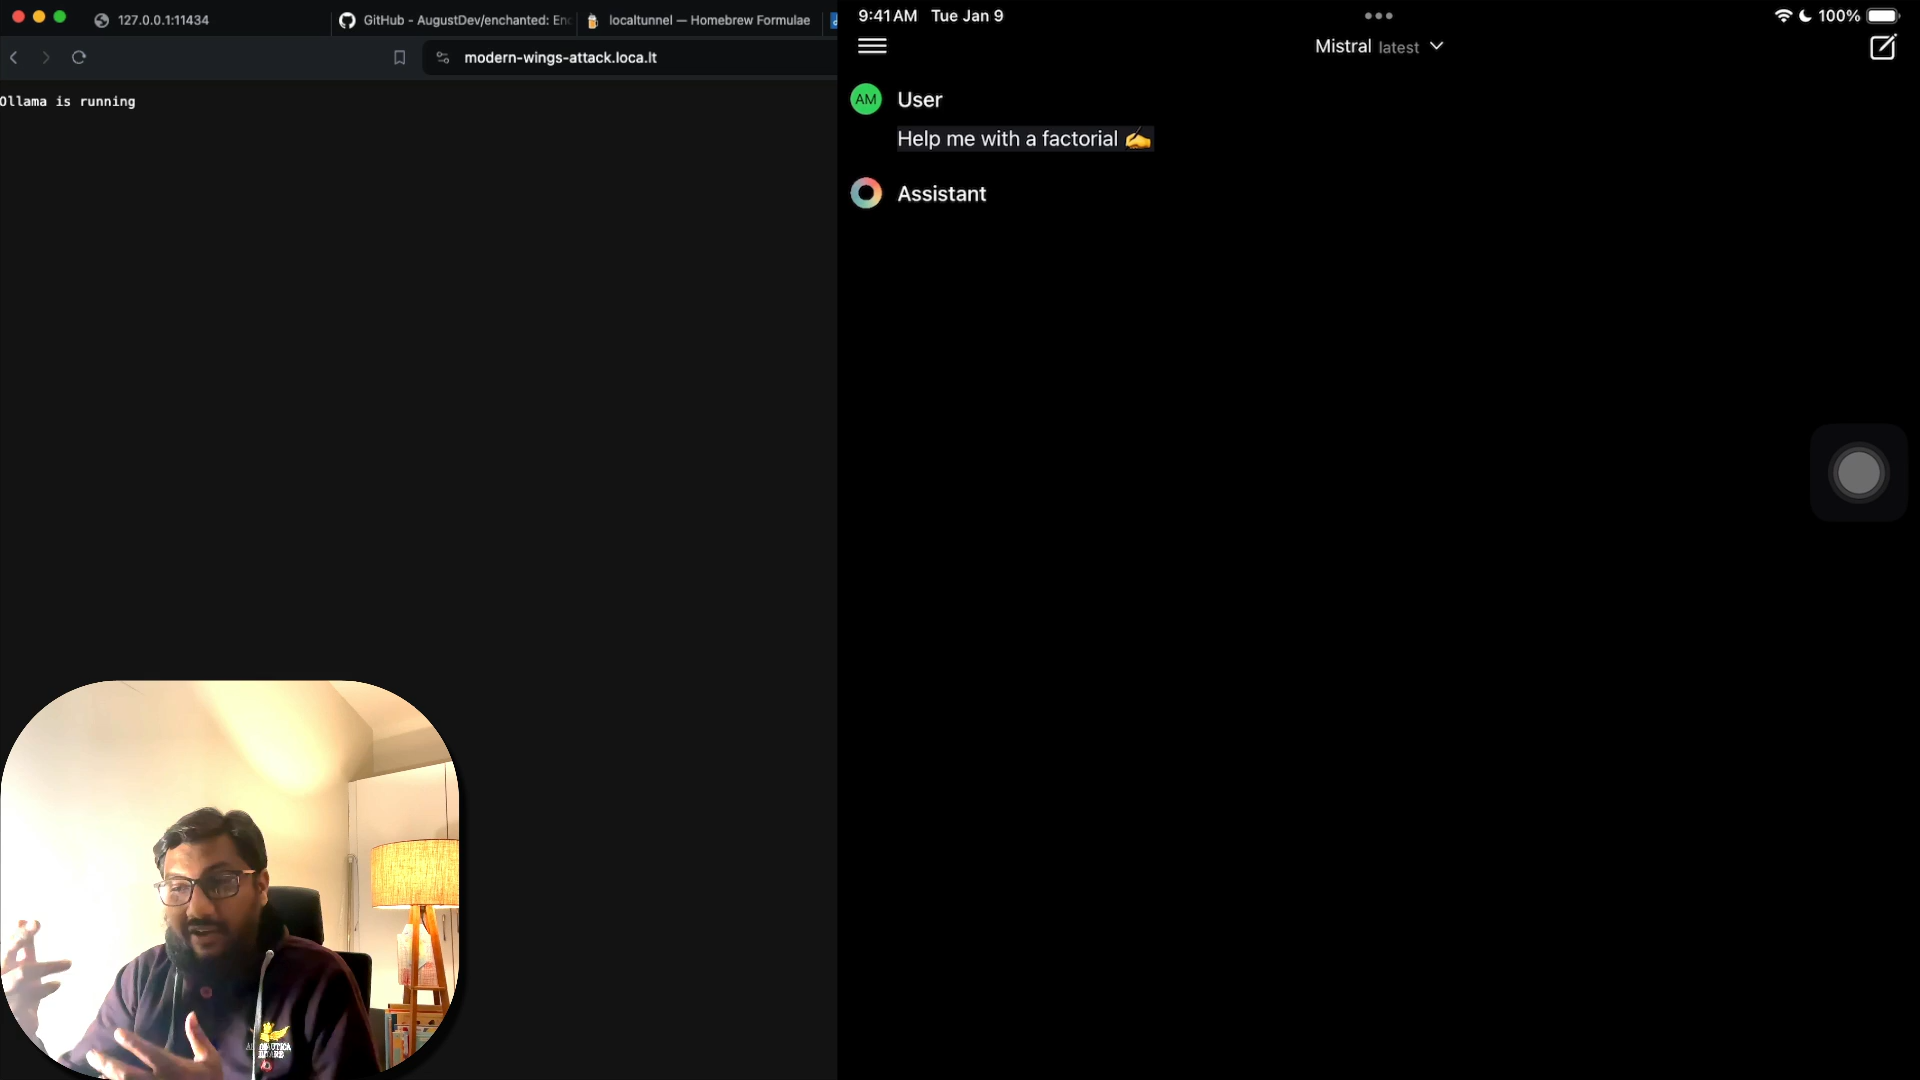 127.0.0.1:11434
GitHub - AugustDev/enchanted: Enc
localtunnel — Homebrew Formulae
modern-wings-attack.loca.lt
Ollama is running
9:41 AM Tue Jan 9
100%
Mistral latest
AM User
Help me with a factorial ✍️
Assistant